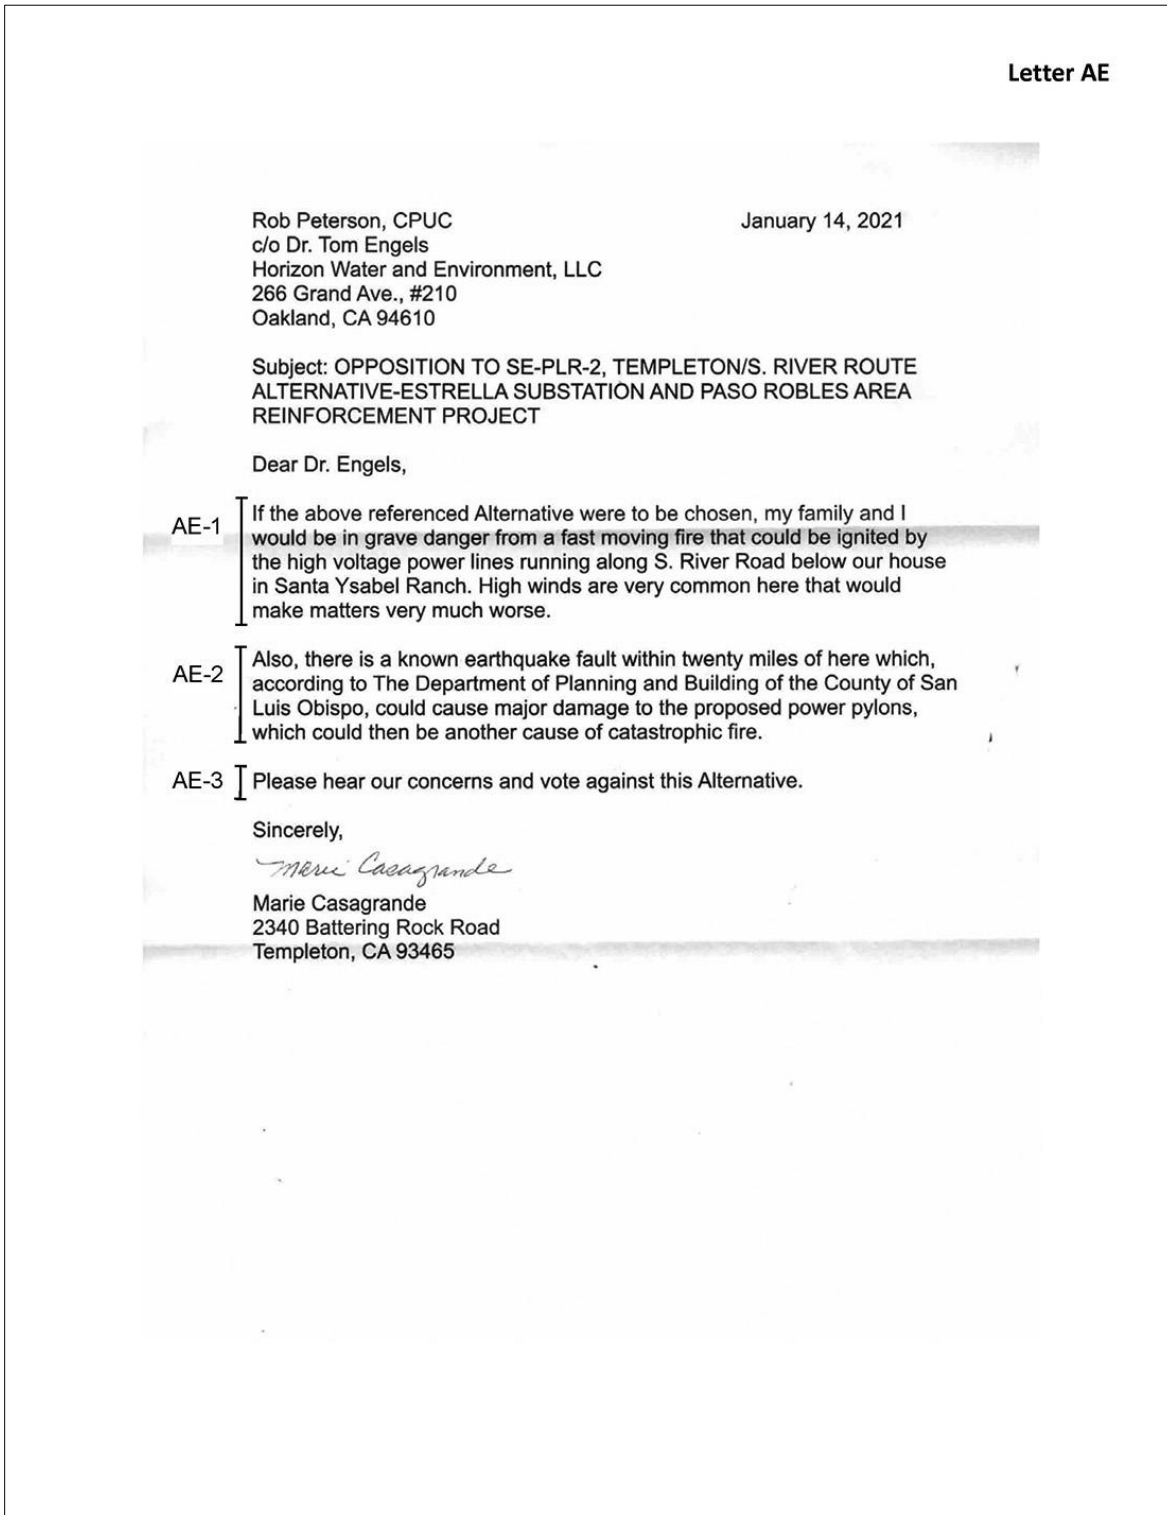 Letter AE
Rob Peterson, CPUC January 14, 2021
c/o Dr. Tom Engels
Horizon Water and Environment, LLC
266 Grand Ave., #210
Oakland, CA 94610
Subject: OPPOSITION TO SE-PLR-2, TEMPLETON/S. RIVER ROUTE
ALTERNATIVE-ESTRELLA SUBSTATION AND PASO ROBLES AREA
REINFORCEMENT PROJECT
Dear Dr. Engels,
AE-1 If the above referenced Alternative were to be chosen, my family and I
would be in grave danger from a fast moving fire that could be ignited by
the high voltage power lines running along S. River Road below our house
in Santa Ysabel Ranch. High winds are very common here that would
make matters very much worse.
AE-2 Also, there is a known earthquake fault within twenty miles of here which,
according to The Department of Planning and Building of the County of San
Luis Obispo, could cause major damage to the proposed power pylons,
which could then be another cause of catastrophic fire.
AE-3 Please hear our concerns and vote against this Alternative.
Sincerely,
Marie Casagrande
Marie Casagrande
2340 Battering Rock Road
Templeton, CA 93465